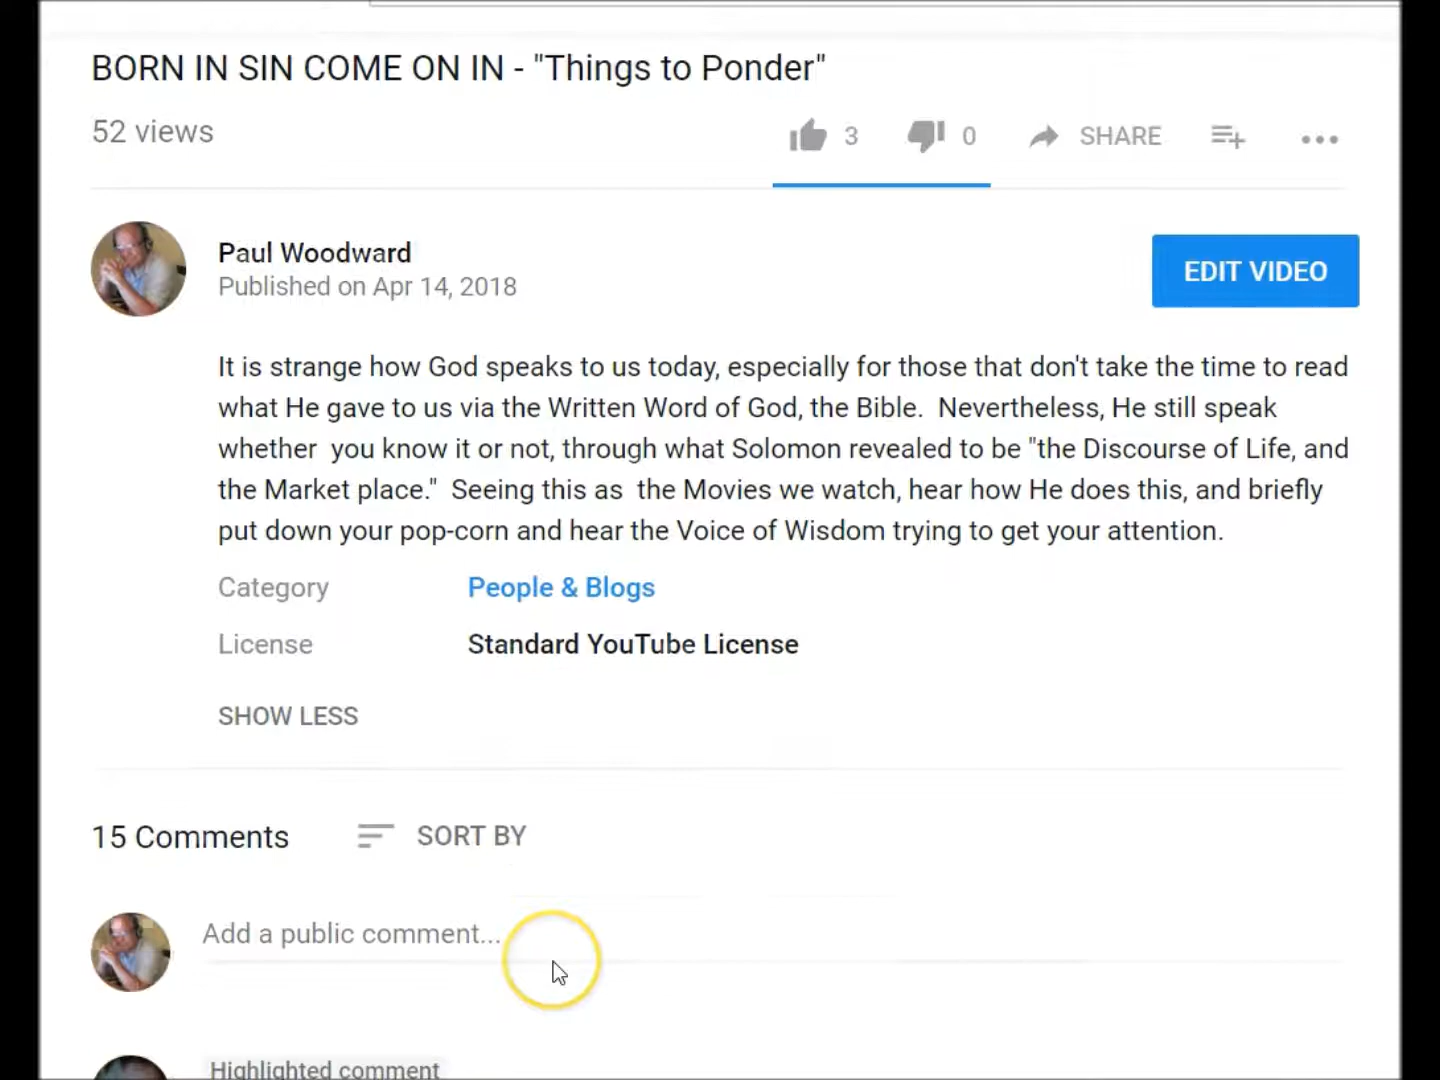 BORN IN SIN COME ON IN - "Things to Ponder"
52 views
3 0 SHARE
Paul Woodward
Published on Apr 14, 2018
EDIT VIDEO
It is strange how God speaks to us today, especially for those that don't take the time to read
what He gave to us via the Written Word of God, the Bible.  Nevertheless, He still speak
whether  you know it or not, through what Solomon revealed to be "the Discourse of Life, and
the Market place."  Seeing this as  the Movies we watch, hear how He does this, and briefly
put down your pop-corn and hear the Voice of Wisdom trying to get your attention.
Category People & Blogs
License Standard YouTube License
SHOW LESS
15 Comments SORT BY
Add a public comment...
Highlighted comment